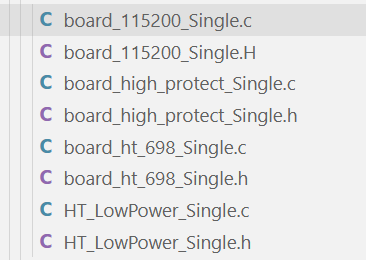 board_115200_Single.c
board_115200_Single.H
board_high_protect_Single.c
board_high_protect_Single.h
board_ht_698_Single.c
board_ht_698_Single.h
HT_LowPower_Single.c
HT_LowPower_Single.h